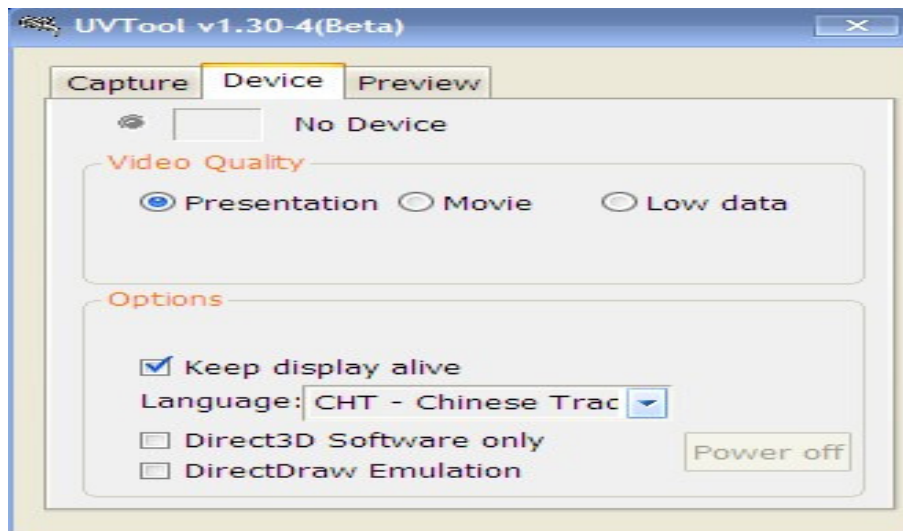 UVTool v1.30-4(Beta)
Capture Device Preview
No Device
Video Quality
Presentation Movie Low data
Options
Keep display alive
Language: CHT - Chinese Trac
Direct3D Software only
Power off
DirectDraw Emulation